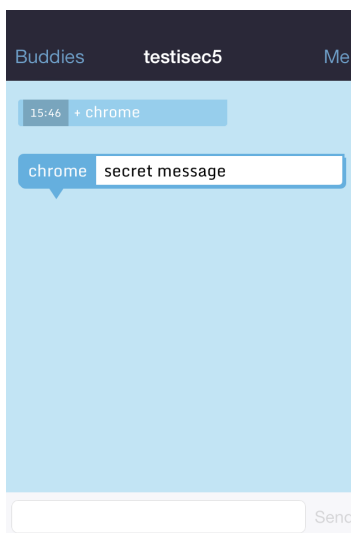 Buddies testisec5 Me
15:46 + chrome
chrome secret message
Send